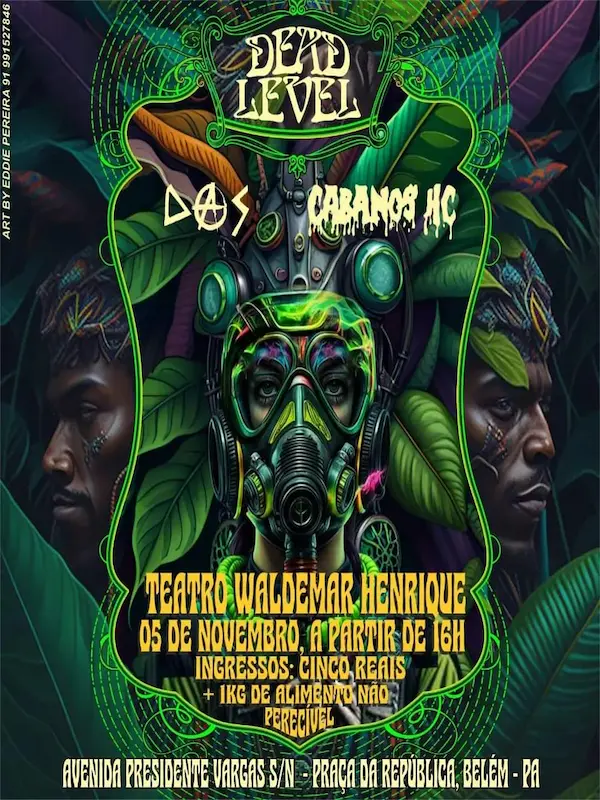 ART BY EDDIE PEREIRA 91 991527846
DEAD
LEVEL
DAS
CABANOS HC
TEATRO WALDEMAR HENRIQUE
05 DE NOVEMBRO, A PARTIR DE 16H
INGRESSOS: CINCO REAIS
+ 1KG DE ALIMENTO NÃO
PERECÍVEL
AVENIDA PRESIDENTE VARGAS S/N - PRAÇA DA REPÚBLICA, BELÉM - PA